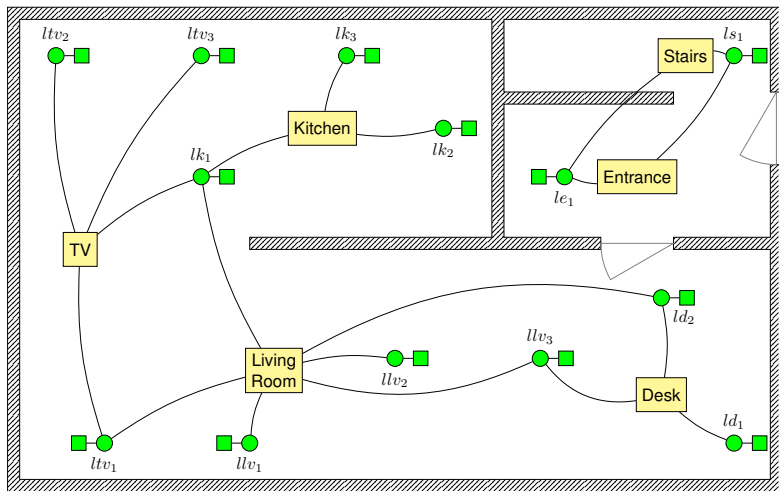 ltv₂
ltv₃
lk₃
Stairs
ls₁
Kitchen
lk₂
lk₁
Entrance
le₁
TV
ld₂
llv₃
Living
Room
llv₂
Desk
ld₁
ltv₁
llv₁